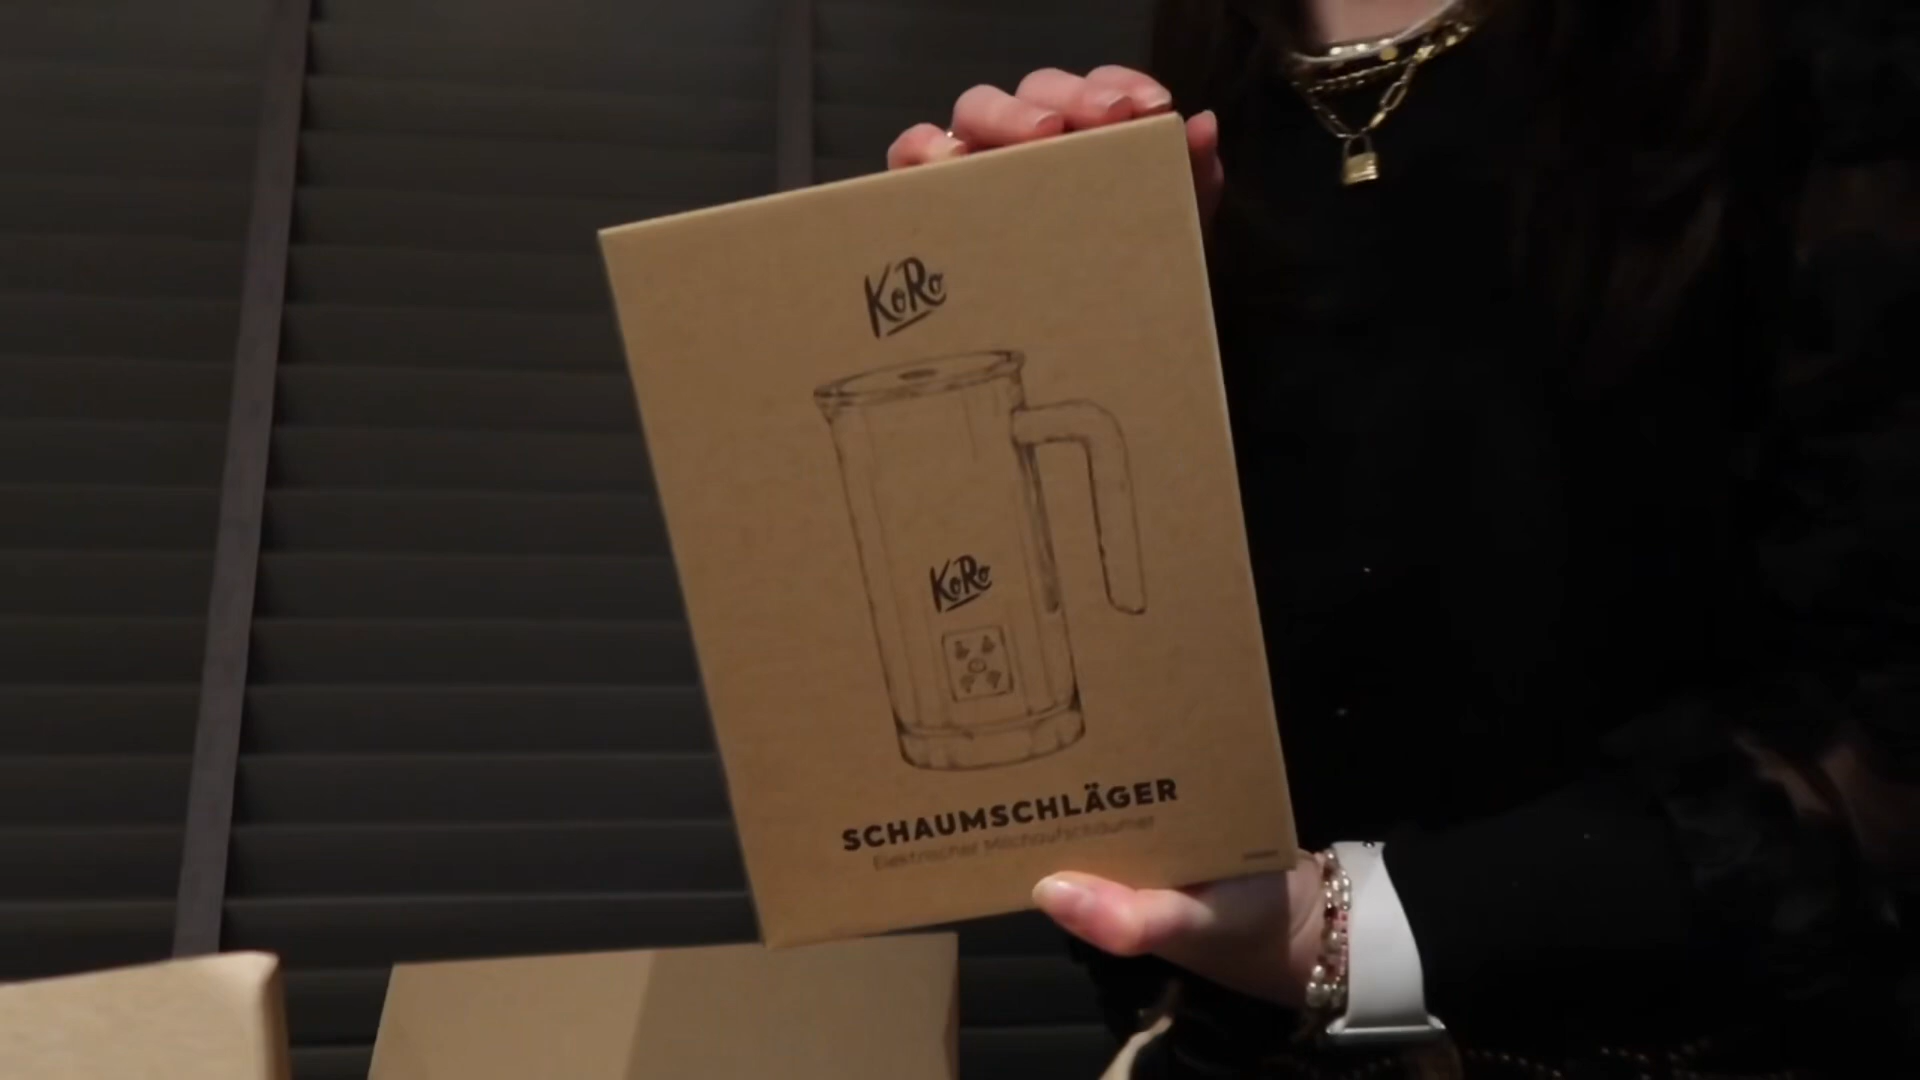 KoRo
KoRo
SCHAUMSCHLÄGER
Elektrischer Milchaufschäumer